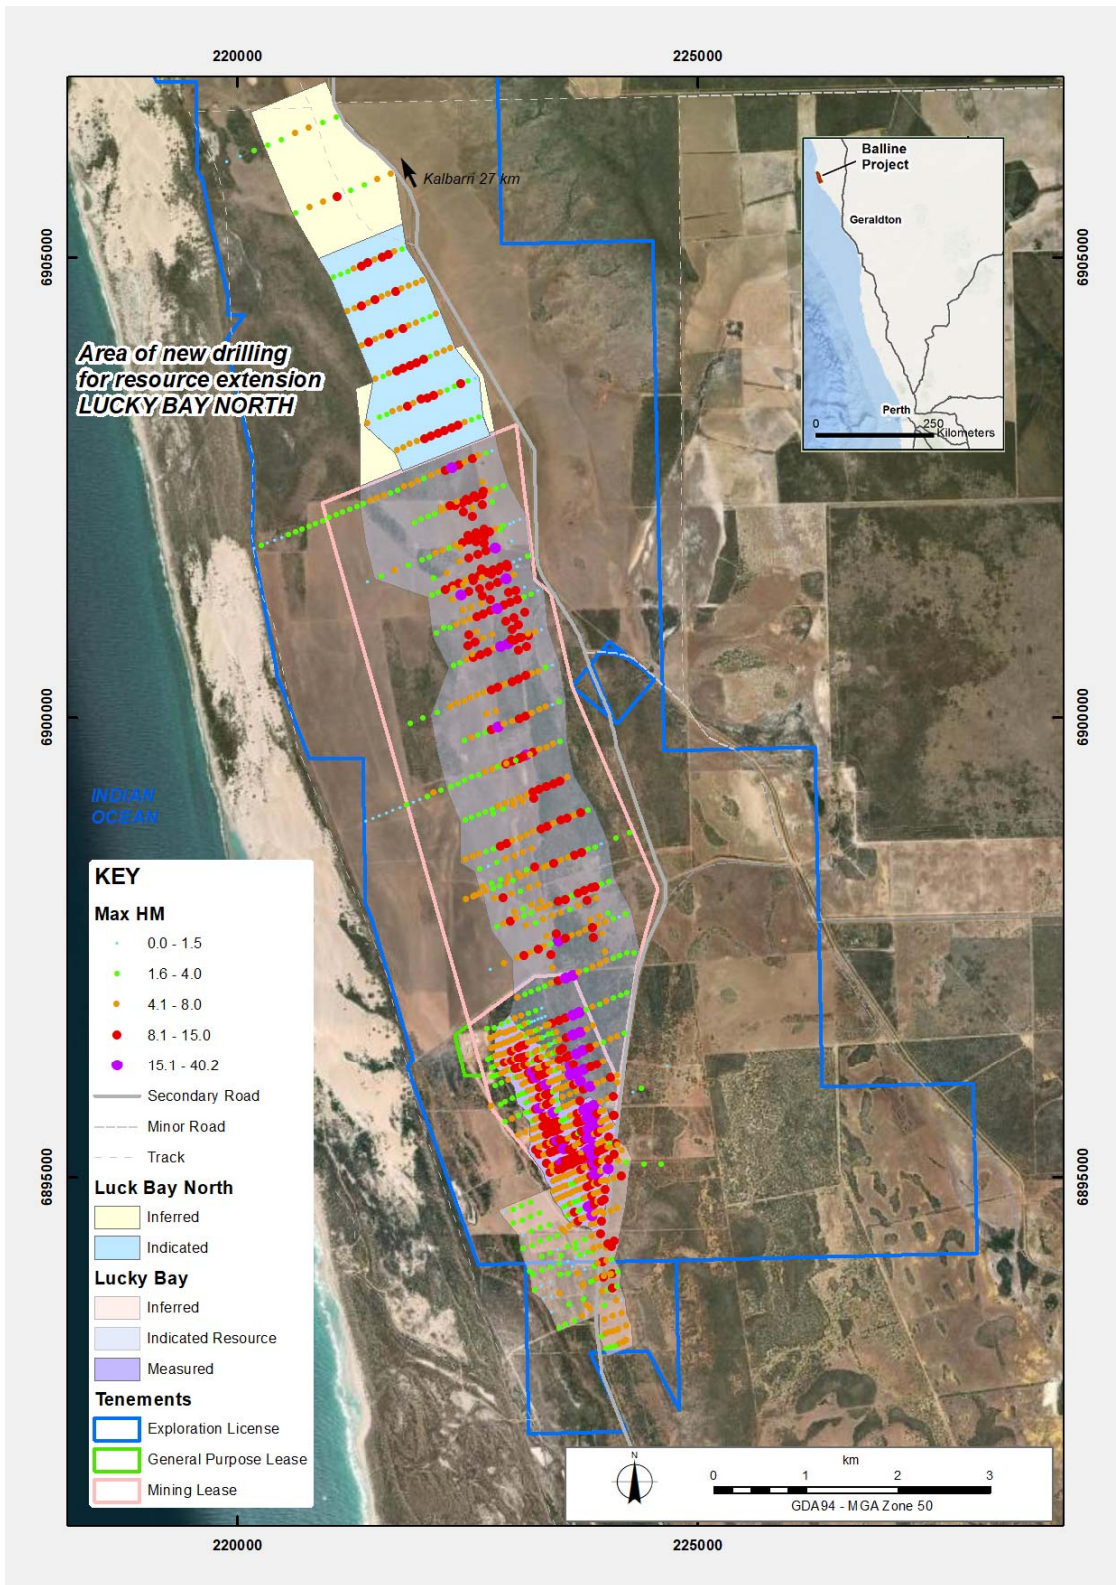 220000
225000
Balline
Project
Kalbarri 27 km
Geraldton
6905000
6905000
Area of new drilling
for resource extension
LUCKY BAY NORTH
Perth
0
250
Kilometers
6900000
6900000
INDIAN
OCEAN
KEY
Max HM
0.0 - 1.5
1.6 - 4.0
4.1 - 8.0
8.1 - 15.0
15.1 - 40.2
Secondary Road
Minor Road
Track
Luck Bay North
Inferred
Indicated
Lucky Bay
Inferred
Indicated Resource
Measured
Tenements
Exploration License
General Purpose Lease
Mining Lease
6895000
6895000
N
km
0 1 2 3
GDA94 - MGA Zone 50
220000
225000